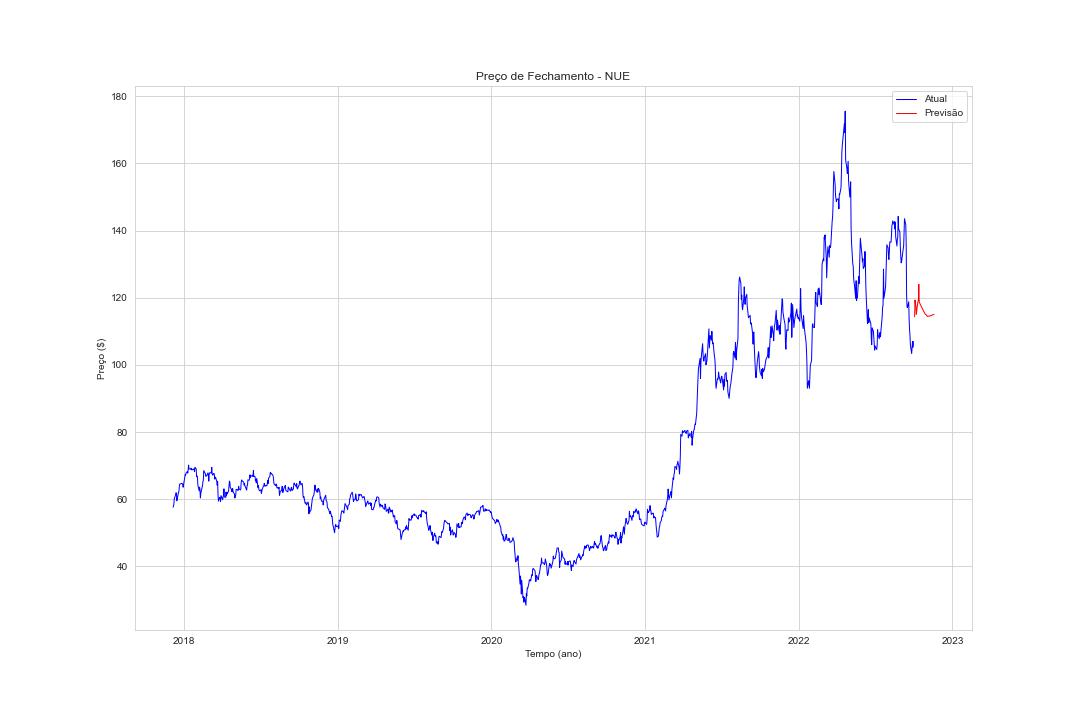 Preço de Fechamento - NUE
Atual
Previsão
180
160
140
120
100
80
60
40
Preço ($)
2018
2019
2020
2021
2022
2023
Tempo (ano)